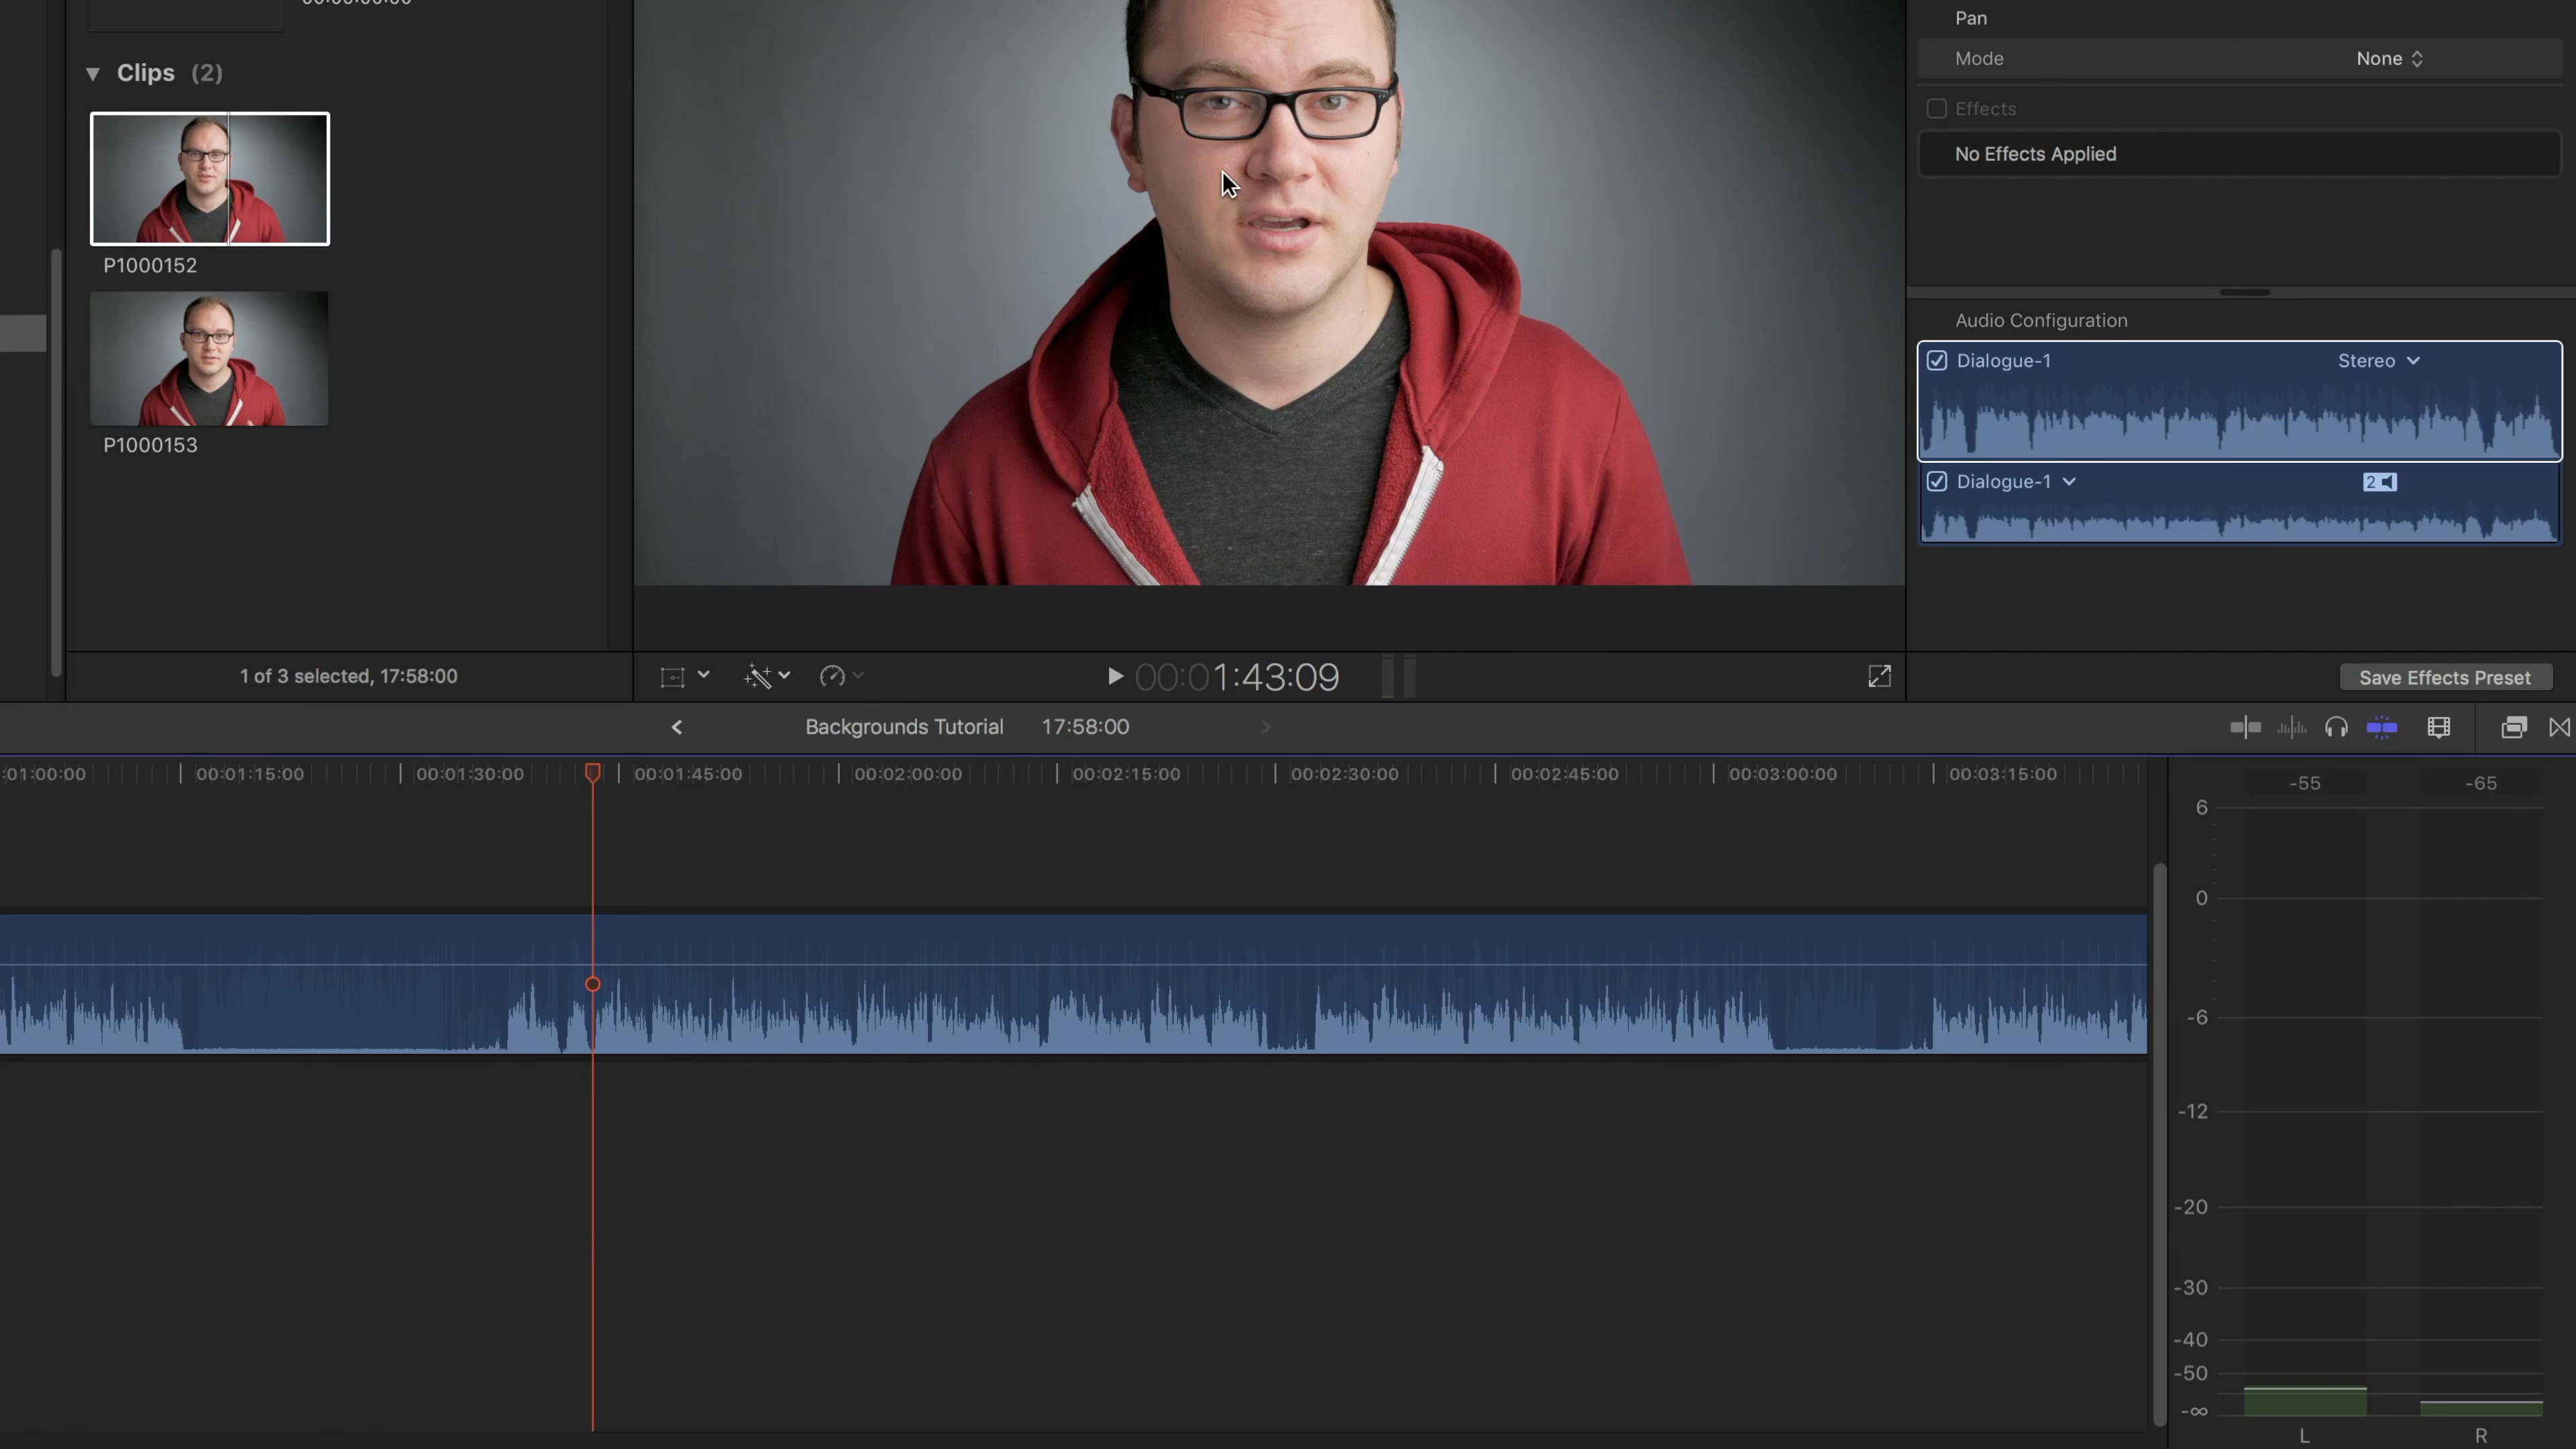 Clips (2)
P1000152
P1000153
1 of 3 selected, 17:58:00
00:01:43:09
Pan
Mode None
Effects
No Effects Applied
Audio Configuration
Dialogue-1 Stereo
Dialogue-1 2
Save Effects Preset
Backgrounds Tutorial 17:58:00
:01:00:00 00:01:15:00 00:01:30:00 00:01:45:00 00:02:00:00 00:02:15:00 00:02:30:00 00:02:45:00 00:03:00:00 00:03:15:00
-55 -65
6
0
-6
-12
-20
-30
-40
-50
-∞
L R